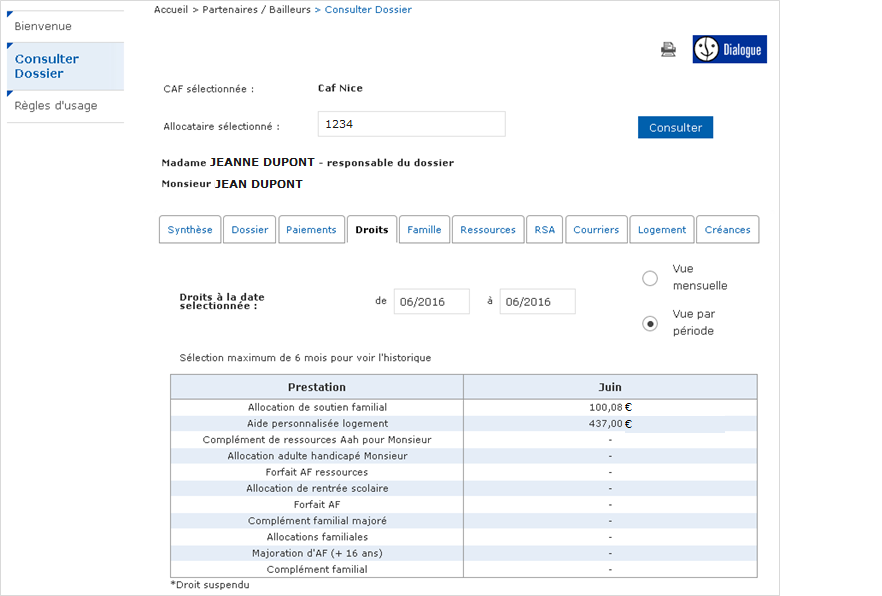 Accueil > Partenaires / Bailleurs > Consulter Dossier
Bienvenue
Consulter
Dossier
Règles d'usage
Dialogue
CAF sélectionnée : Caf Nice
Allocataire sélectionné : 1234 Consulter
Madame JEANNE DUPONT - responsable du dossier
Monsieur JEAN DUPONT
Synthèse Dossier Paiements Droits Famille Ressources RSA Courriers Logement Créances
Vue
mensuelle
Droits à la date
selectionnée : de 06/2016 à 06/2016
Vue par
période
Sélection maximum de 6 mois pour voir l'historique
Prestation Juin
Allocation de soutien familial 100,08 €
Aide personnalisée logement 437,00 €
Complément de ressources Aah pour Monsieur -
Allocation adulte handicapé Monsieur -
Forfait AF ressources -
Allocation de rentrée scolaire -
Forfait AF -
Complément familial majoré -
Allocations familiales -
Majoration d'AF (+ 16 ans) -
Complément familial -
*Droit suspendu